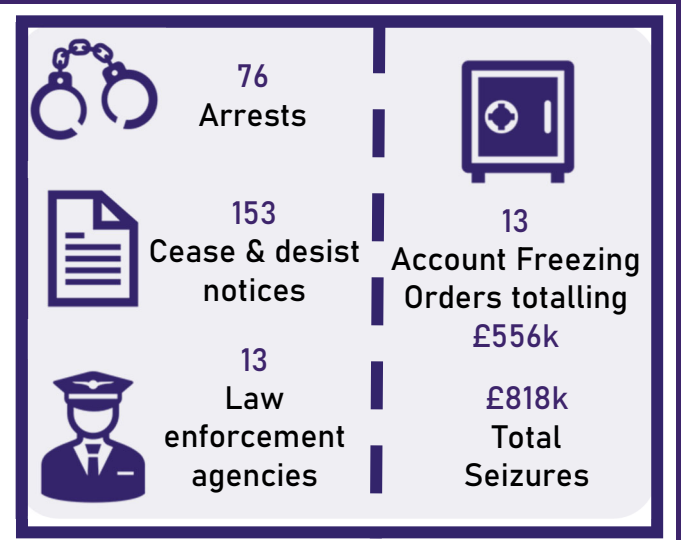 76
Arrests
153
Cease & desist
notices
13
Law
enforcement
agencies
13
Account Freezing
Orders totalling
£556k
£818k
Total
Seizures